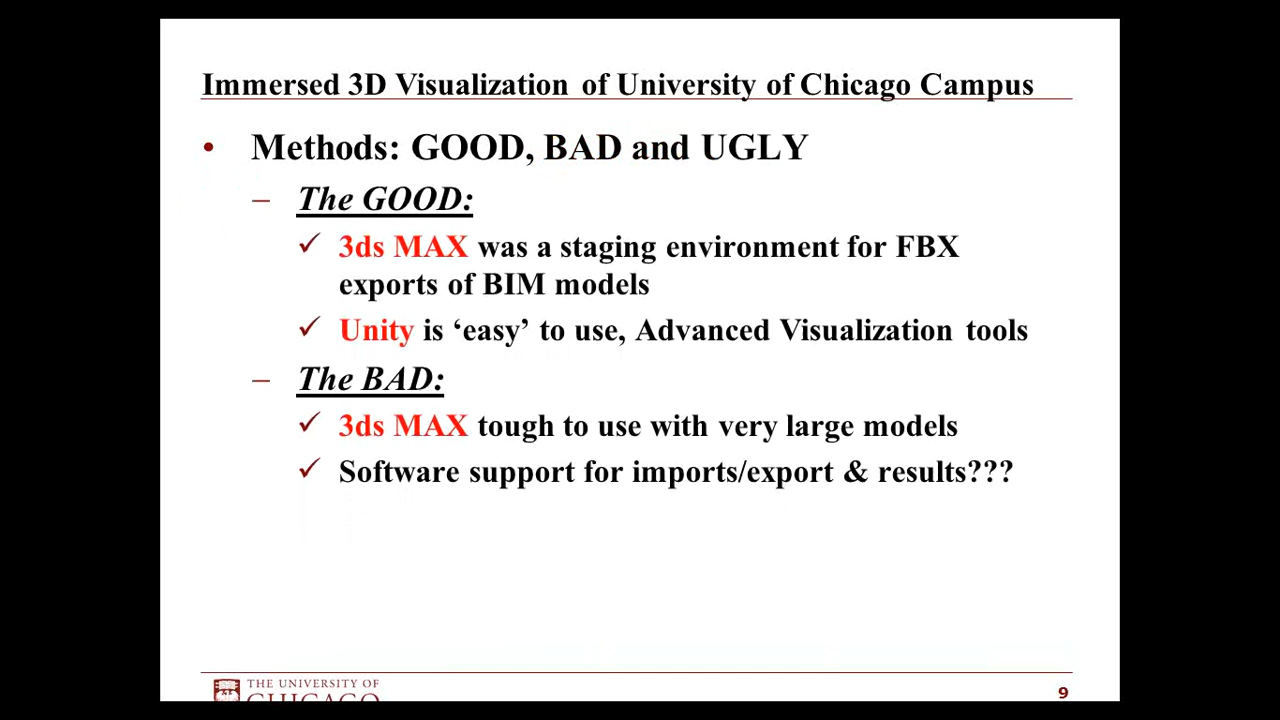 Immersed 3D Visualization of University of Chicago Campus
• Methods: GOOD, BAD and UGLY
– The GOOD:
✓ 3ds MAX was a staging environment for FBX
exports of BIM models
✓ Unity is ‘easy’ to use, Advanced Visualization tools
– The BAD:
✓ 3ds MAX tough to use with very large models
✓ Software support for imports/export & results???
THE UNIVERSITY OF
CHICAGO
9